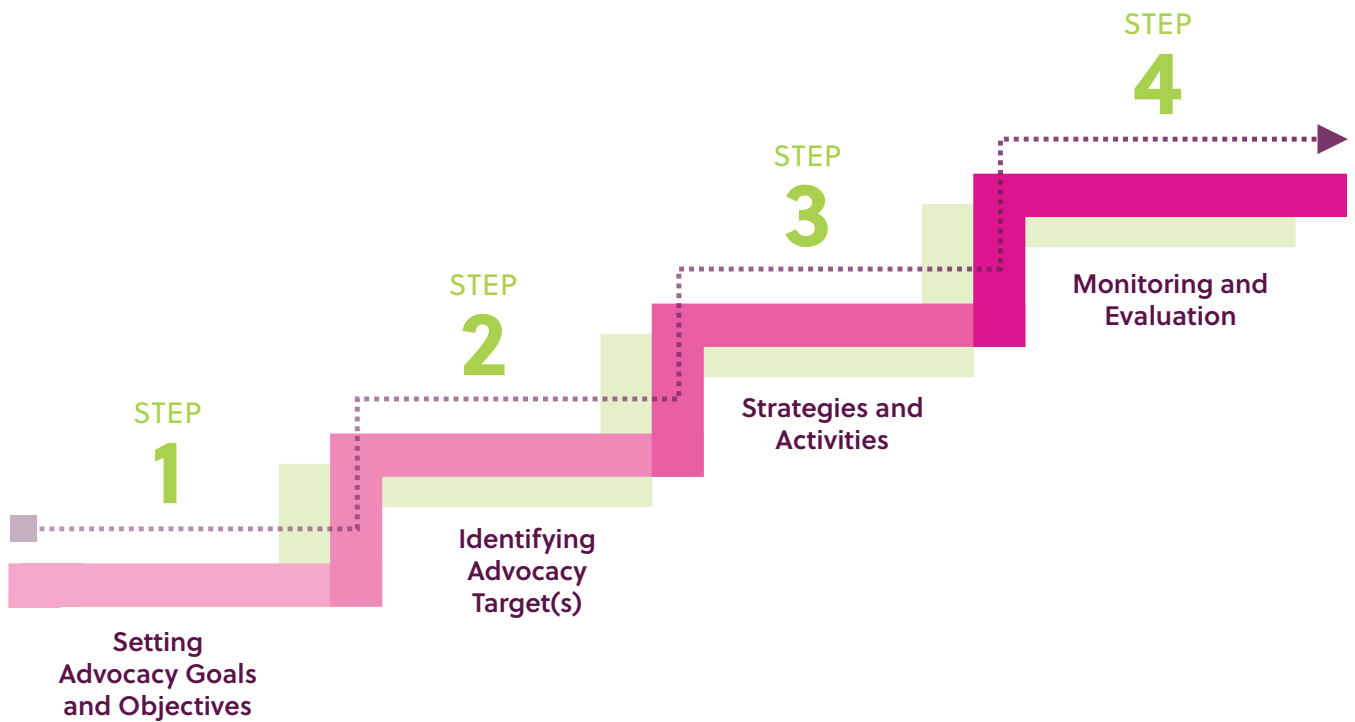 STEP
1
Setting
Advocacy Goals
and Objectives
STEP
2
Identifying
Advocacy
Target(s)
STEP
3
Strategies and
Activities
STEP
4
Monitoring and
Evaluation